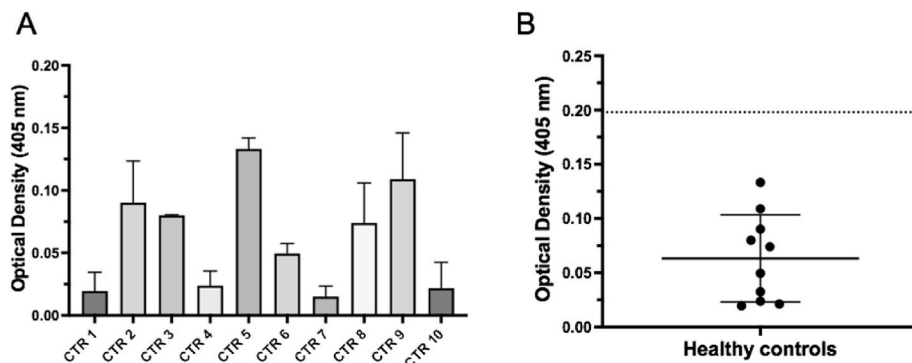 A
Optical Density (405 nm)
0.20
0.15
0.10
0.05
0.00
CTR 1
CTR 2
CTR 3
CTR 4
CTR 5
CTR 6
CTR 7
CTR 8
CTR 9
CTR 10
B
Optical Density (405 nm)
0.25
0.20
0.15
0.10
0.05
0.00
Healthy controls